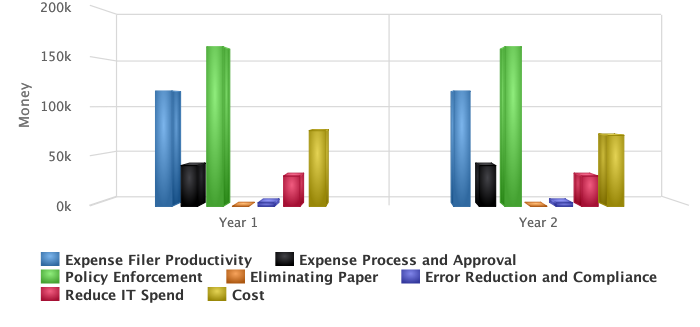 200k
150k
100k
50k
0k
Money
Year 1 Year 2
Expense Filer Productivity Expense Process and Approval
Policy Enforcement Eliminating Paper Error Reduction and Compliance
Reduce IT Spend Cost